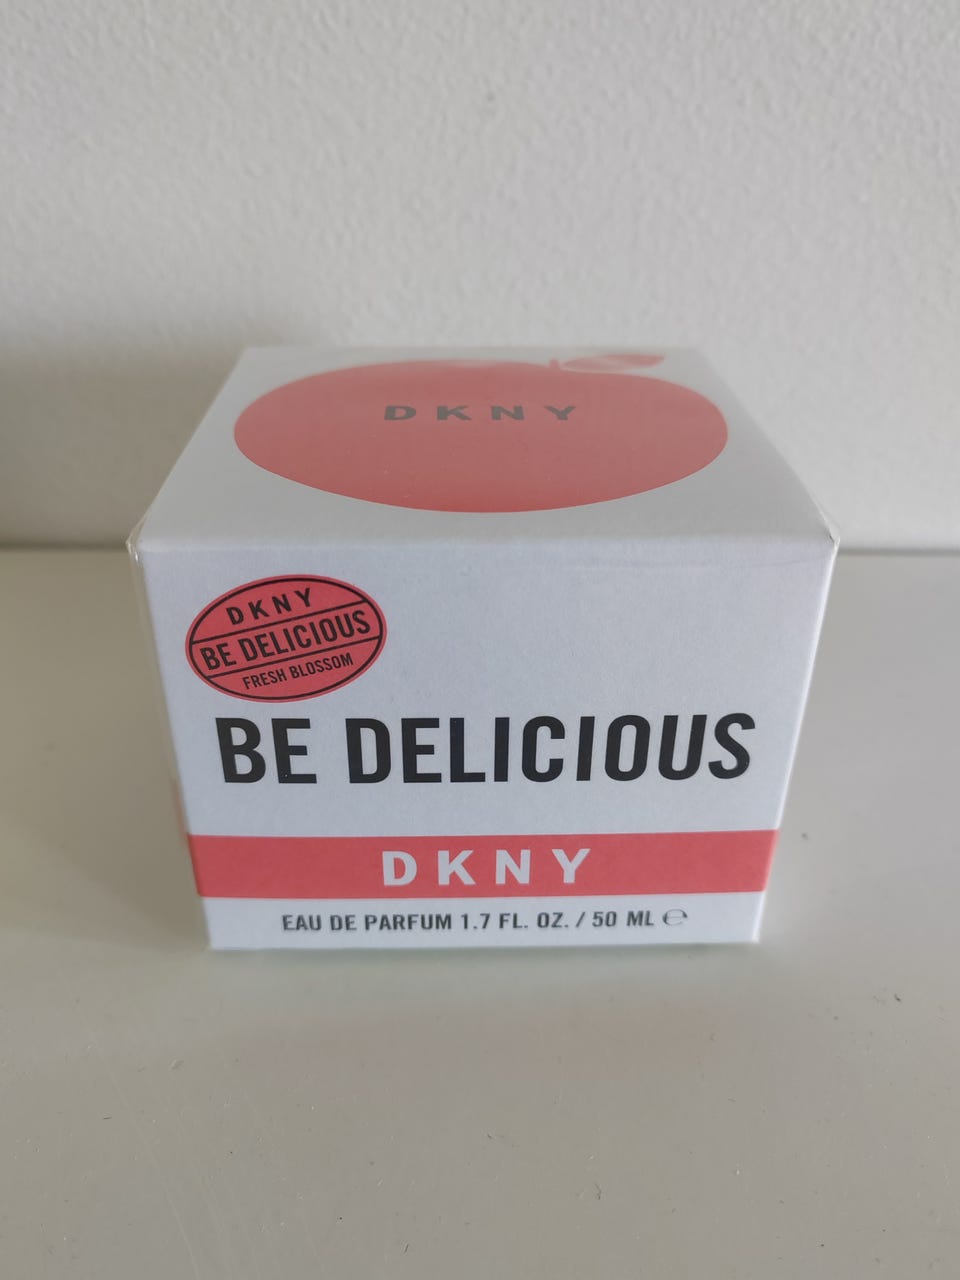 DKNY
DKNY
BE DELICIOUS
FRESH BLOSSOM
BE DELICIOUS
DKNY
EAU DE PARFUM 1.7 FL. OZ. / 50 ML ℮